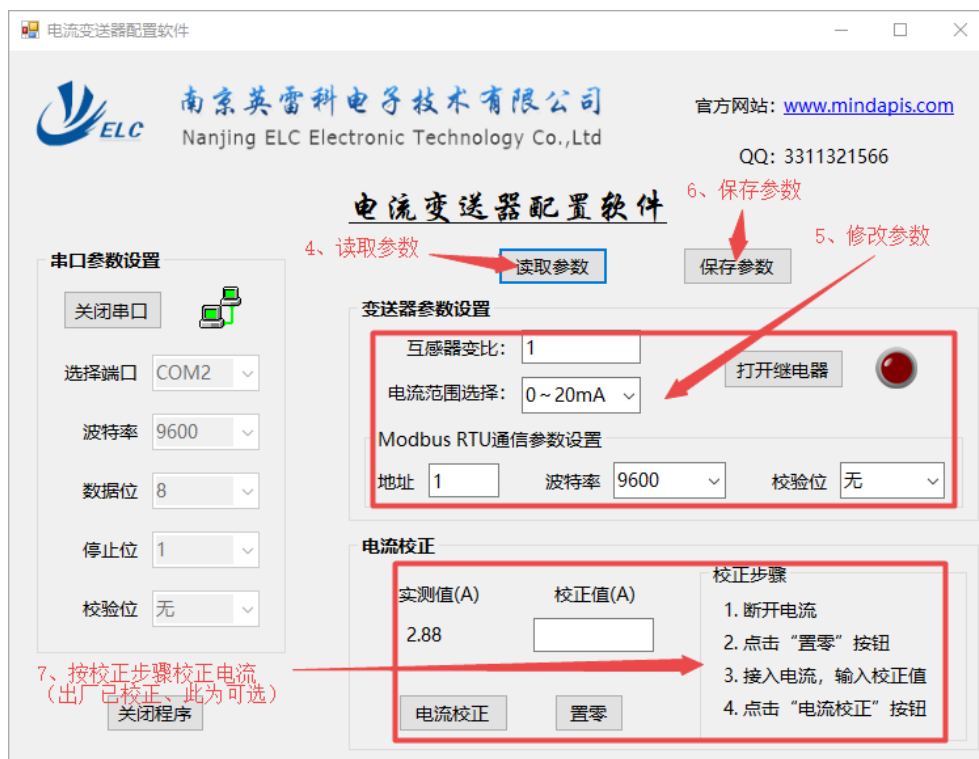 电流变送器配置软件
ELC
南京英雷科电子技术有限公司
Nanjing ELC Electronic Technology Co.,Ltd
官方网站：www.mindapis.com
QQ：3311321566
电流变送器配置软件
6、保存参数
4、读取参数
5、修改参数
读取参数
保存参数
串口参数设置
关闭串口
选择端口 COM2
波特率 9600
数据位 8
停止位 1
校验位 无
变送器参数设置
互感器变比： 1
电流范围选择： 0～20mA
打开继电器
Modbus RTU通信参数设置
地址 1 波特率 9600 校验位 无
电流校正
实测值(A) 校正值(A)
2.88
电流校正 置零
校正步骤
1. 断开电流
2. 点击“置零”按钮
3. 接入电流，输入校正值
4. 点击“电流校正”按钮
7、按校正步骤校正电流
（出厂已校正、此为可选）
关闭程序